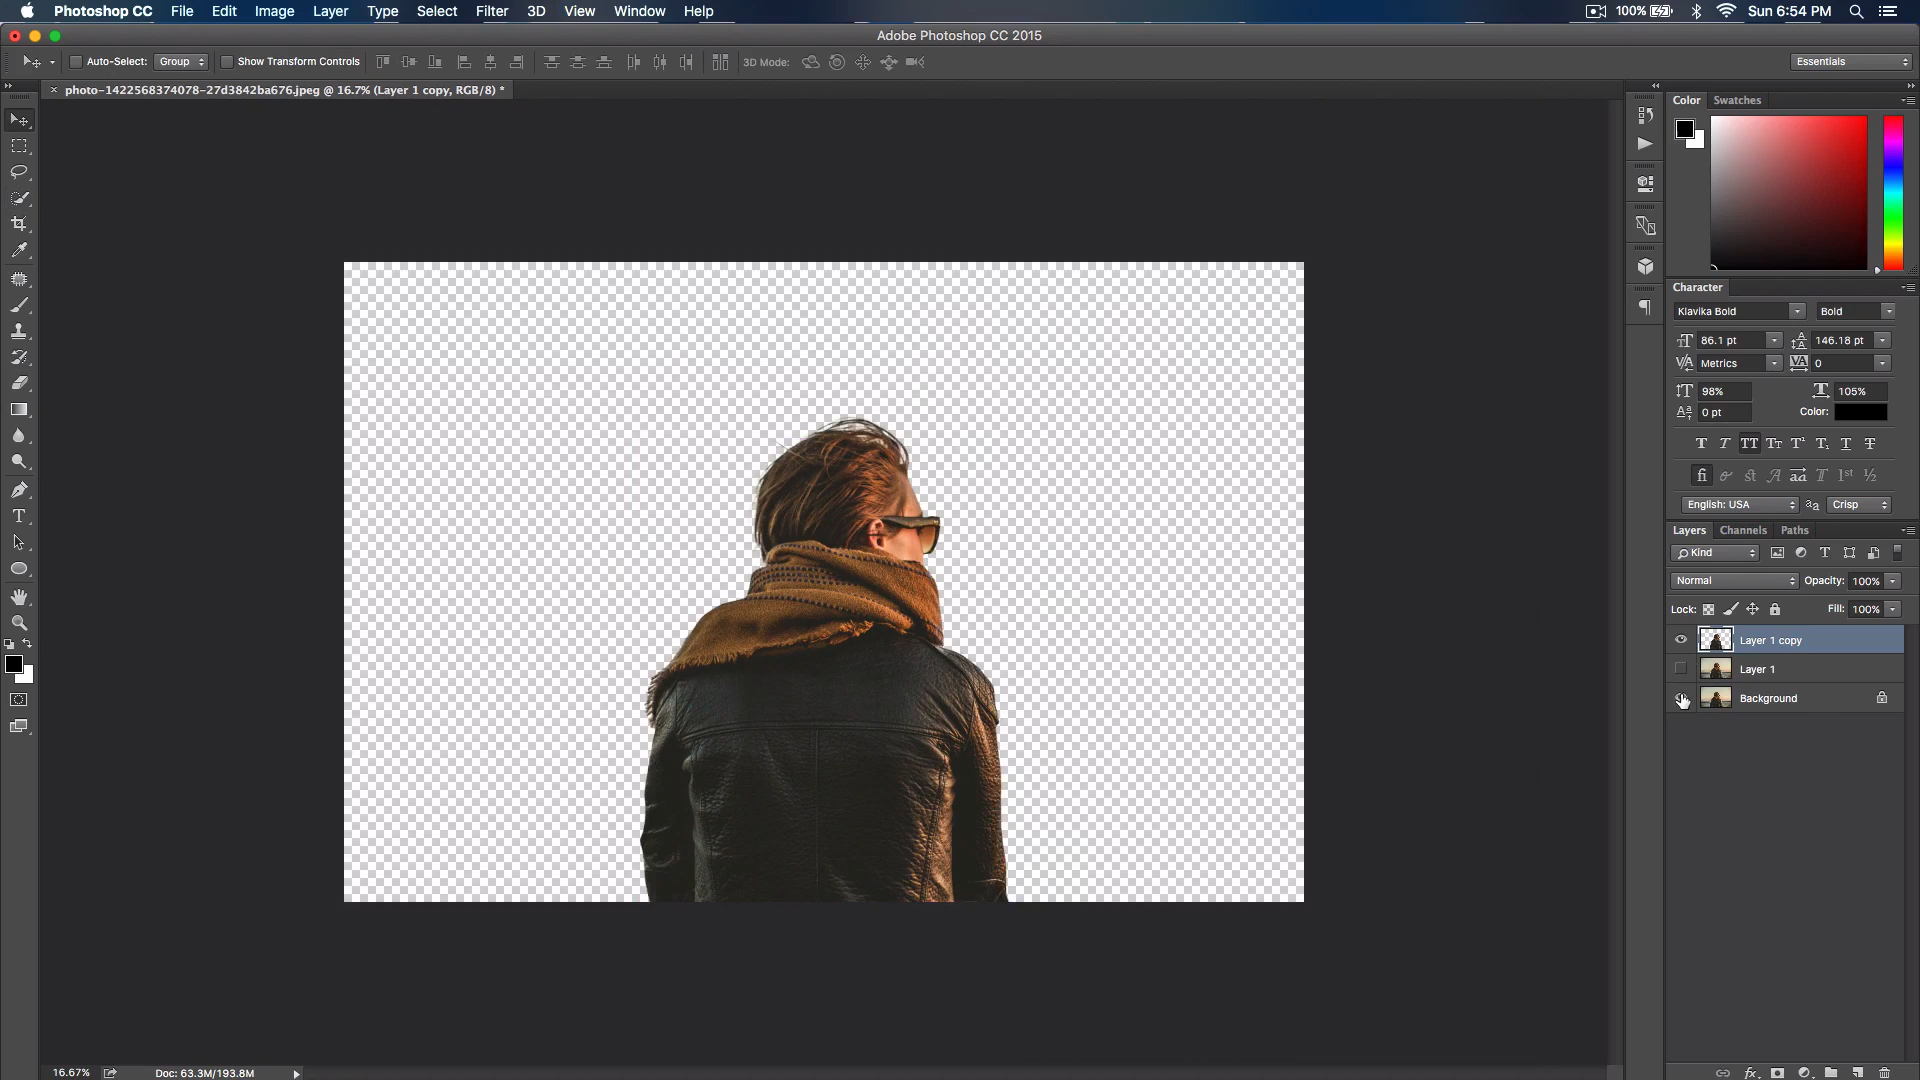 Photoshop CC File Edit Image Layer Type Select Filter 3D View Window Help 100% Sun 6:54 PM
Adobe Photoshop CC 2015
Auto-Select: Group Show Transform Controls 3D Mode: Essentials
photo-1422568374078-27d3842ba676.jpeg @ 16.7% (Layer 1 copy, RGB/8) *
Color Swatches
Character
Klavika Bold Bold
86.1 pt 146.18 pt
Metrics 0
98% 105%
0 pt Color:
English: USA Crisp
Layers Channels Paths
Kind
Normal Opacity: 100%
Lock: Fill: 100%
Layer 1 copy
Layer 1
Background
16.67% Doc: 63.3M/193.8M